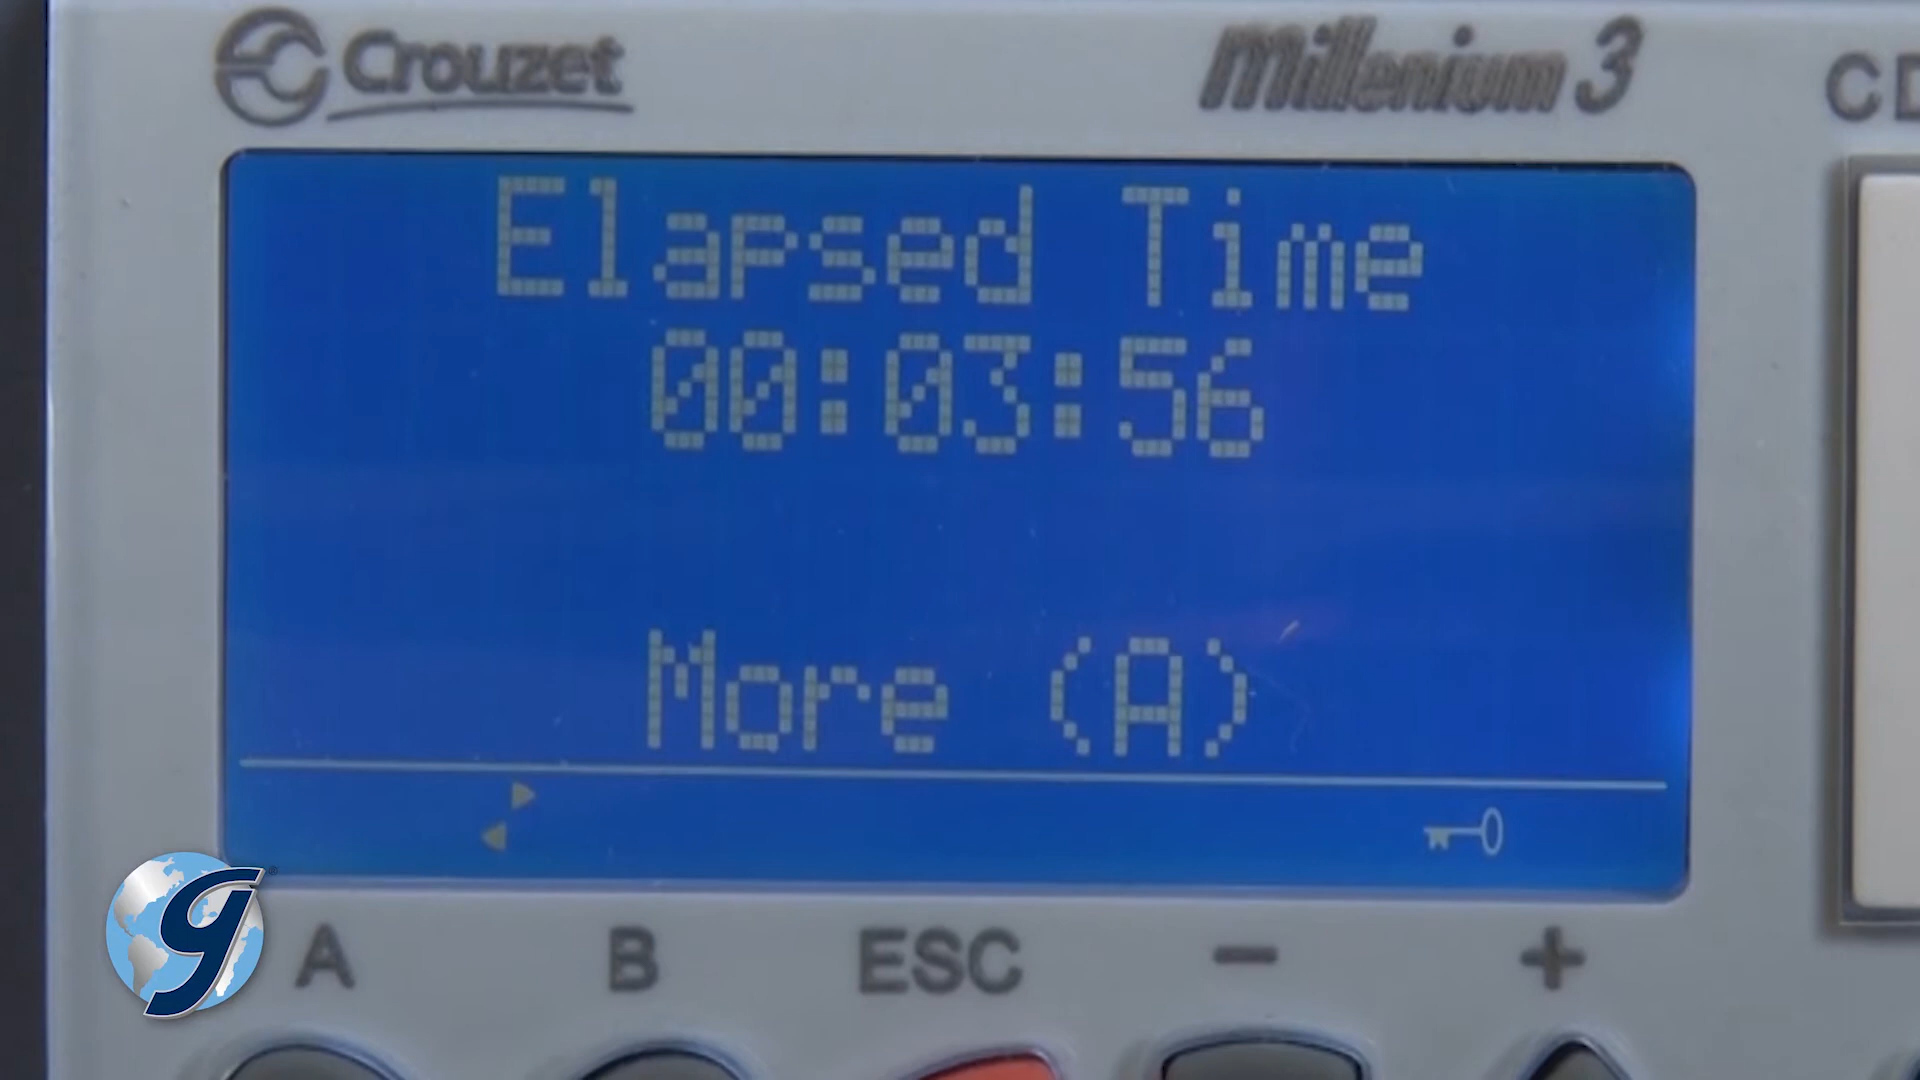 Crouzet
millenium 3
CD
Elapsed Time
00:03:56
More (A)
g®
A B ESC - +